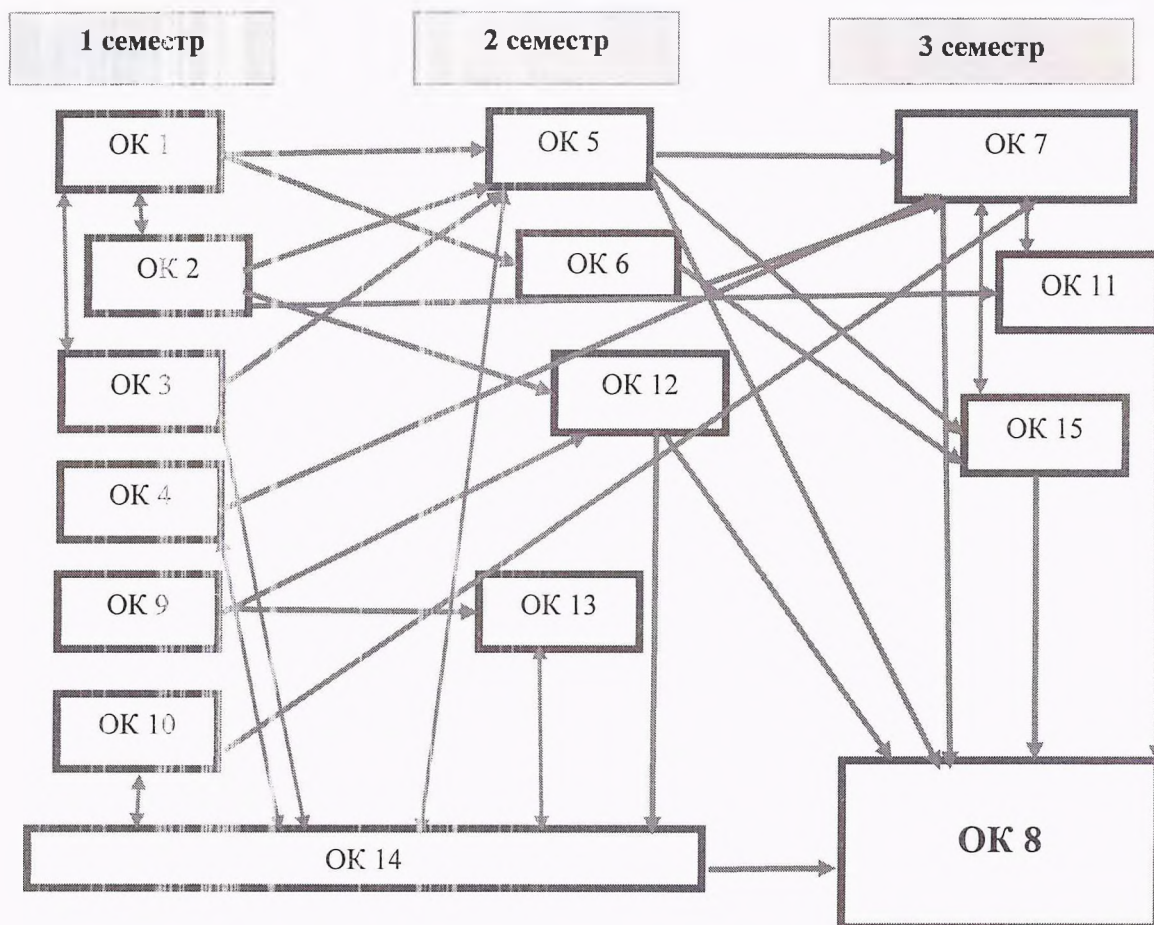 1 семестр
2 семестр
3 семестр
ОК 1
ОК 5
ОК 7
ОК 2
ОК 6
ОК 11
ОК 3
ОК 12
ОК 15
ОК 4
ОК 9
ОК 13
ОК 10
ОК 14
ОК 8